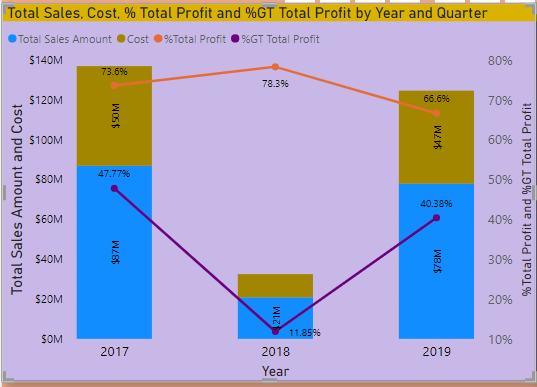 Total Sales, Cost, % Total Profit and %GT Total Profit by Year and Quarter
Total Sales Amount Cost %Total Profit %GT Total Profit
Total Sales Amount and Cost
$140M
$120M
$100M
$80M
$60M
$40M
$20M
$0M
73.6%
78.3%
66.6%
$50M
$47M
47.77%
40.38%
$87M
$21M
$78M
11.85%
80%
70%
60%
50%
40%
30%
20%
10%
%Total Profit and %GT Total Profit
2017 2018 2019
Year